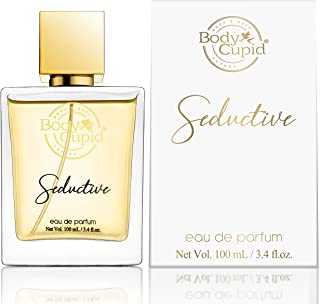 Body Cupid
Seductive
eau de parfum
Net Vol. 100 mL / 3.4 fl.oz.
Body Cupid
Seductive
eau de parfum
Net Vol. 100 mL / 3.4 fl.oz.